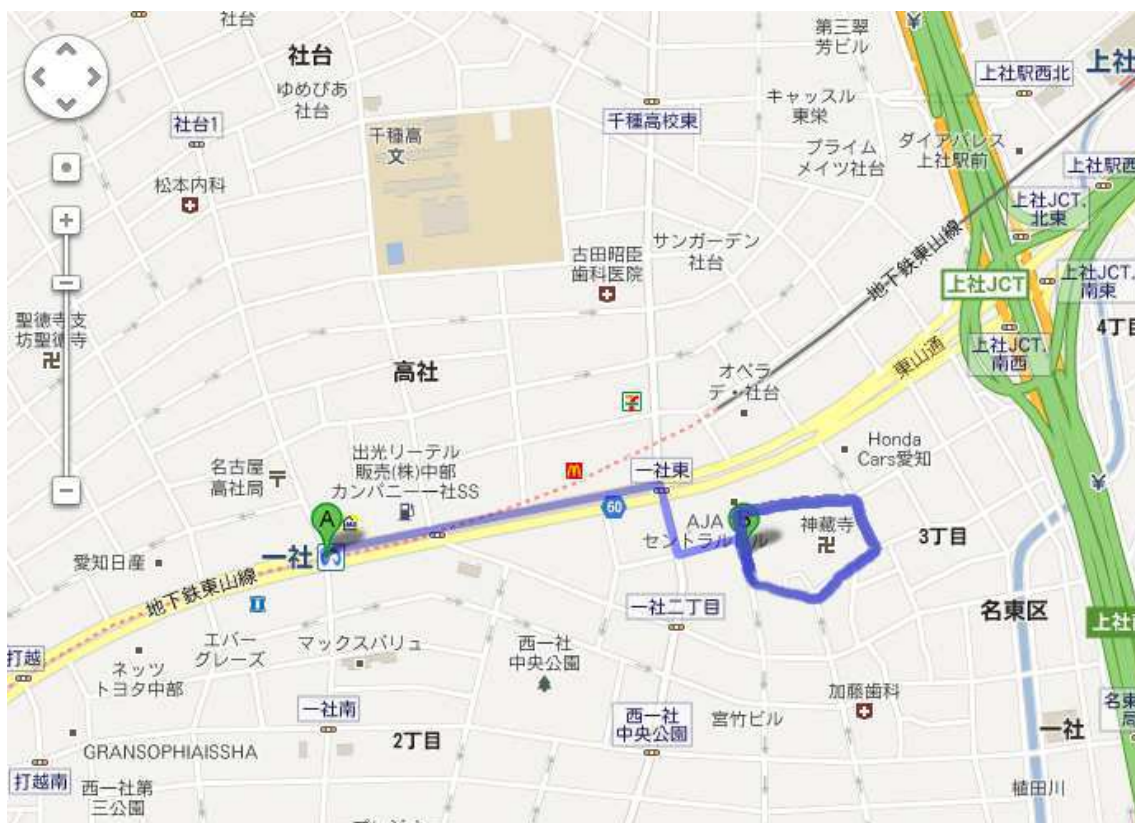 社台
第三翠
芳ビル
社台
上社
上社駅西北
ゆめぴあ
社台
キャッスル
東栄
社台1
千種高校東
千種高
文
ダイアパレス
上社駅前
プライム
メイツ社台
上社駅西
松本内科
上社JCT.
北東
サンガーデン
社台
古田昭臣
歯科医院
地下鉄東山線
上社JCT
上社JCT.
南東
聖徳寺支
坊聖徳寺
4丁目
上社JCT.
南西
東山通
高社
オペラ
デ・社台
Honda
Cars愛知
出光リーテル
販売(株)中部
カンパニー一社SS
名古屋
高社局
一社東
60
A
AJA
セントラル
ル
B
神蔵寺
3丁目
一社
愛知日産
地下鉄東山線
一社二丁目
名東区
上社
エバー
グレーズ
マックスバリュ
西一社
中央公園
打越
ネッツ
トヨタ中部
加藤歯科
一社南
西一社
中央公園
宮竹ビル
名東
局
一社
2丁目
GRANSOPHIAISSHA
打越南
西一社第
三公園
植田川